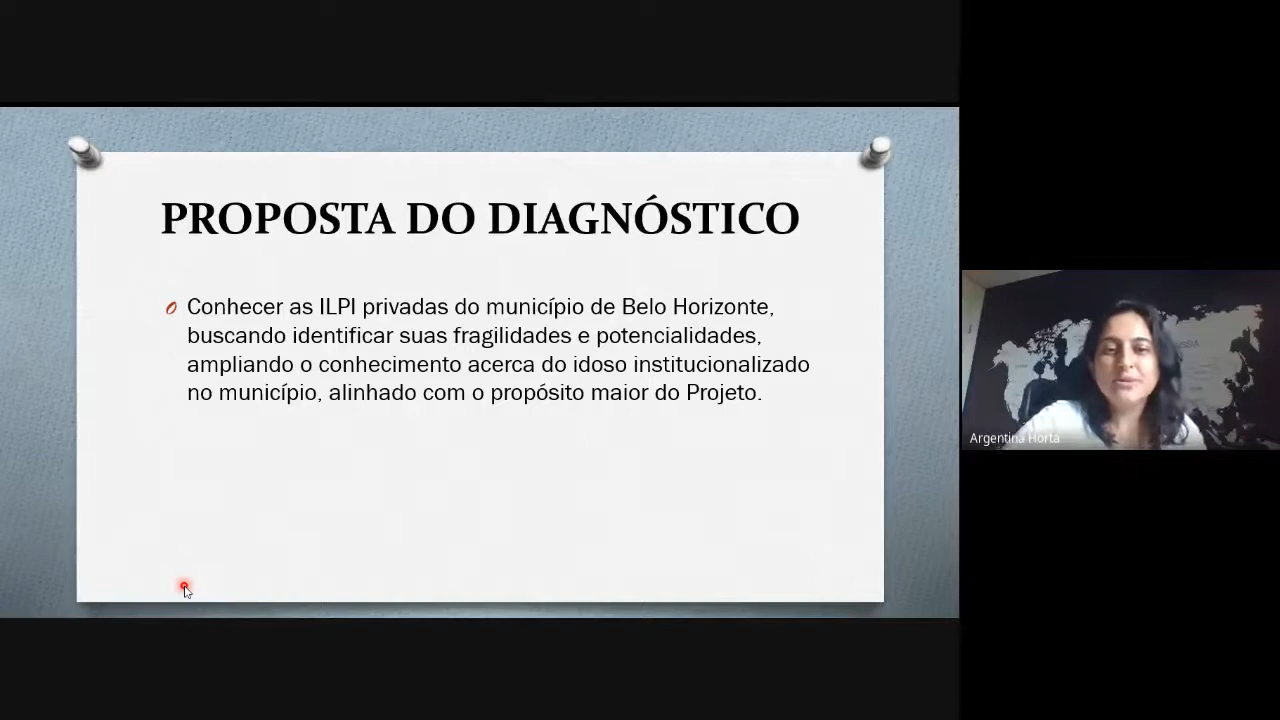 PROPOSTA DO DIAGNÓSTICO
Conhecer as ILPI privadas do município de Belo Horizonte,
buscando identificar suas fragilidades e potencialidades,
ampliando o conhecimento acerca do idoso institucionalizado
no município, alinhado com o propósito maior do Projeto.
Argentina Horta